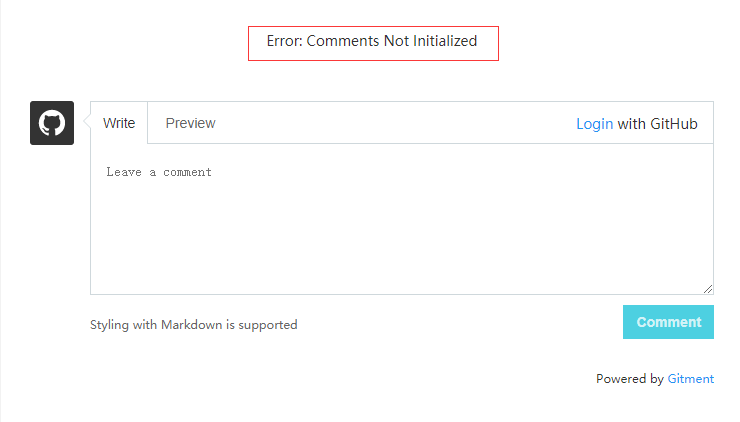 Error: Comments Not Initialized
Write Preview Login with GitHub
Leave a comment
Styling with Markdown is supported Comment
Powered by Gitment